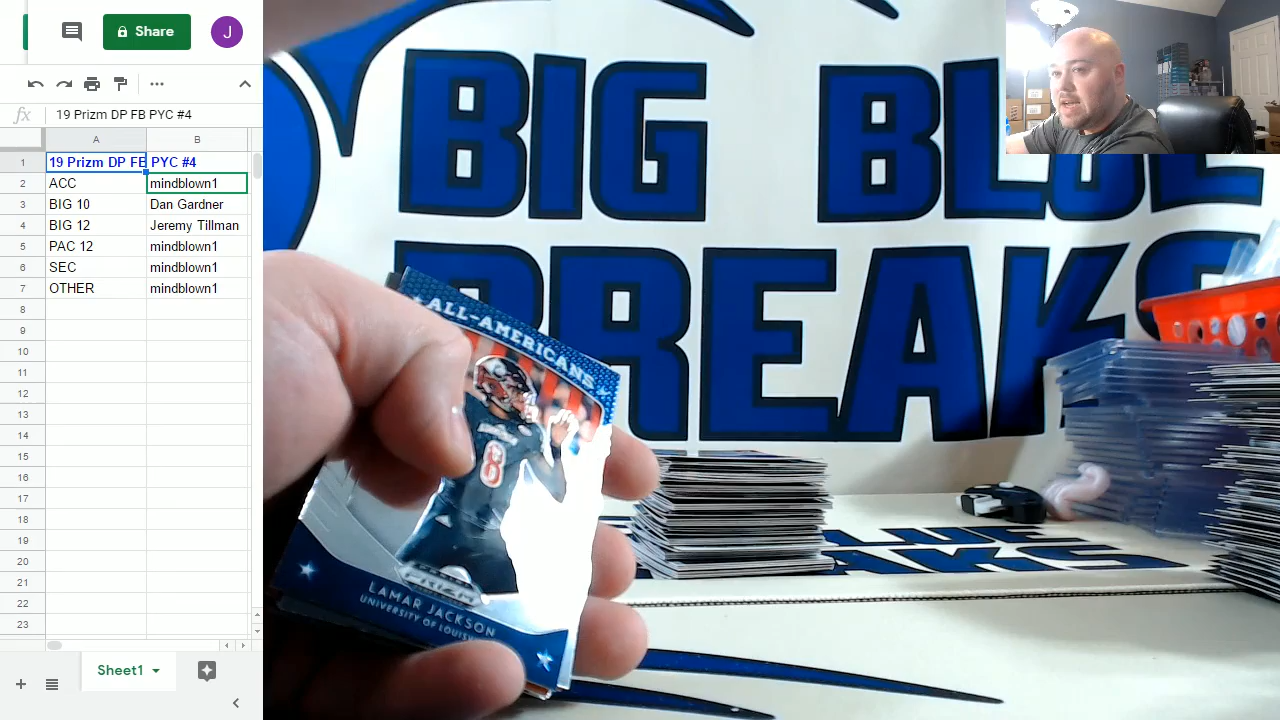 Share
J
fx 19 Prizm DP FB PYC #4
A B
1 19 Prizm DP FB PYC #4
2 ACC mindblown1
3 BIG 10 Dan Gardner
4 BIG 12 Jeremy Tillman
5 PAC 12 mindblown1
6 SEC mindblown1
7 OTHER mindblown1
8
9
10
11
12
13
14
15
16
17
18
19
20
21
22
23
Sheet1
BIG BLUE
BREAKS
ALL-AMERICANS
8
PRIZM
LAMAR JACKSON
UNIVERSITY OF